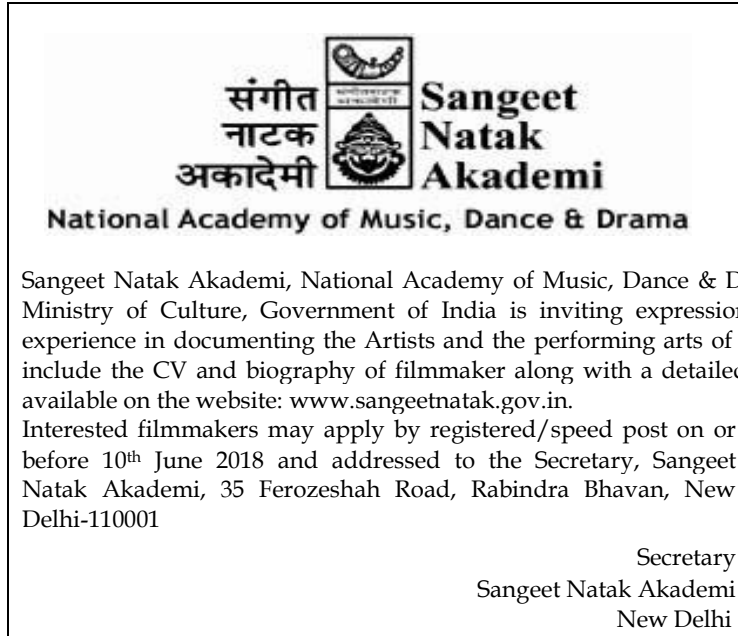 संगीत
नाटक
अकादेमी
Sangeet
Natak
Akademi
National Academy of Music, Dance & Drama
Sangeet Natak Akademi, National Academy of Music, Dance & D
Ministry of Culture, Government of India is inviting expression
experience in documenting the Artists and the performing arts of
include the CV and biography of filmmaker along with a detailed
available on the website: www.sangeetnatak.gov.in.
Interested filmmakers may apply by registered/speed post on or
before 10th June 2018 and addressed to the Secretary, Sangeet
Natak Akademi, 35 Ferozeshah Road, Rabindra Bhavan, New
Delhi-110001
Secretary
Sangeet Natak Akademi
New Delhi